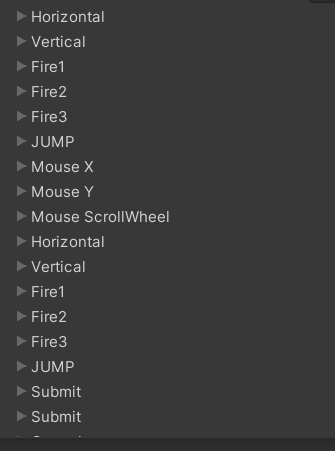 Horizontal
Vertical
Fire1
Fire2
Fire3
JUMP
Mouse X
Mouse Y
Mouse ScrollWheel
Horizontal
Vertical
Fire1
Fire2
Fire3
JUMP
Submit
Submit